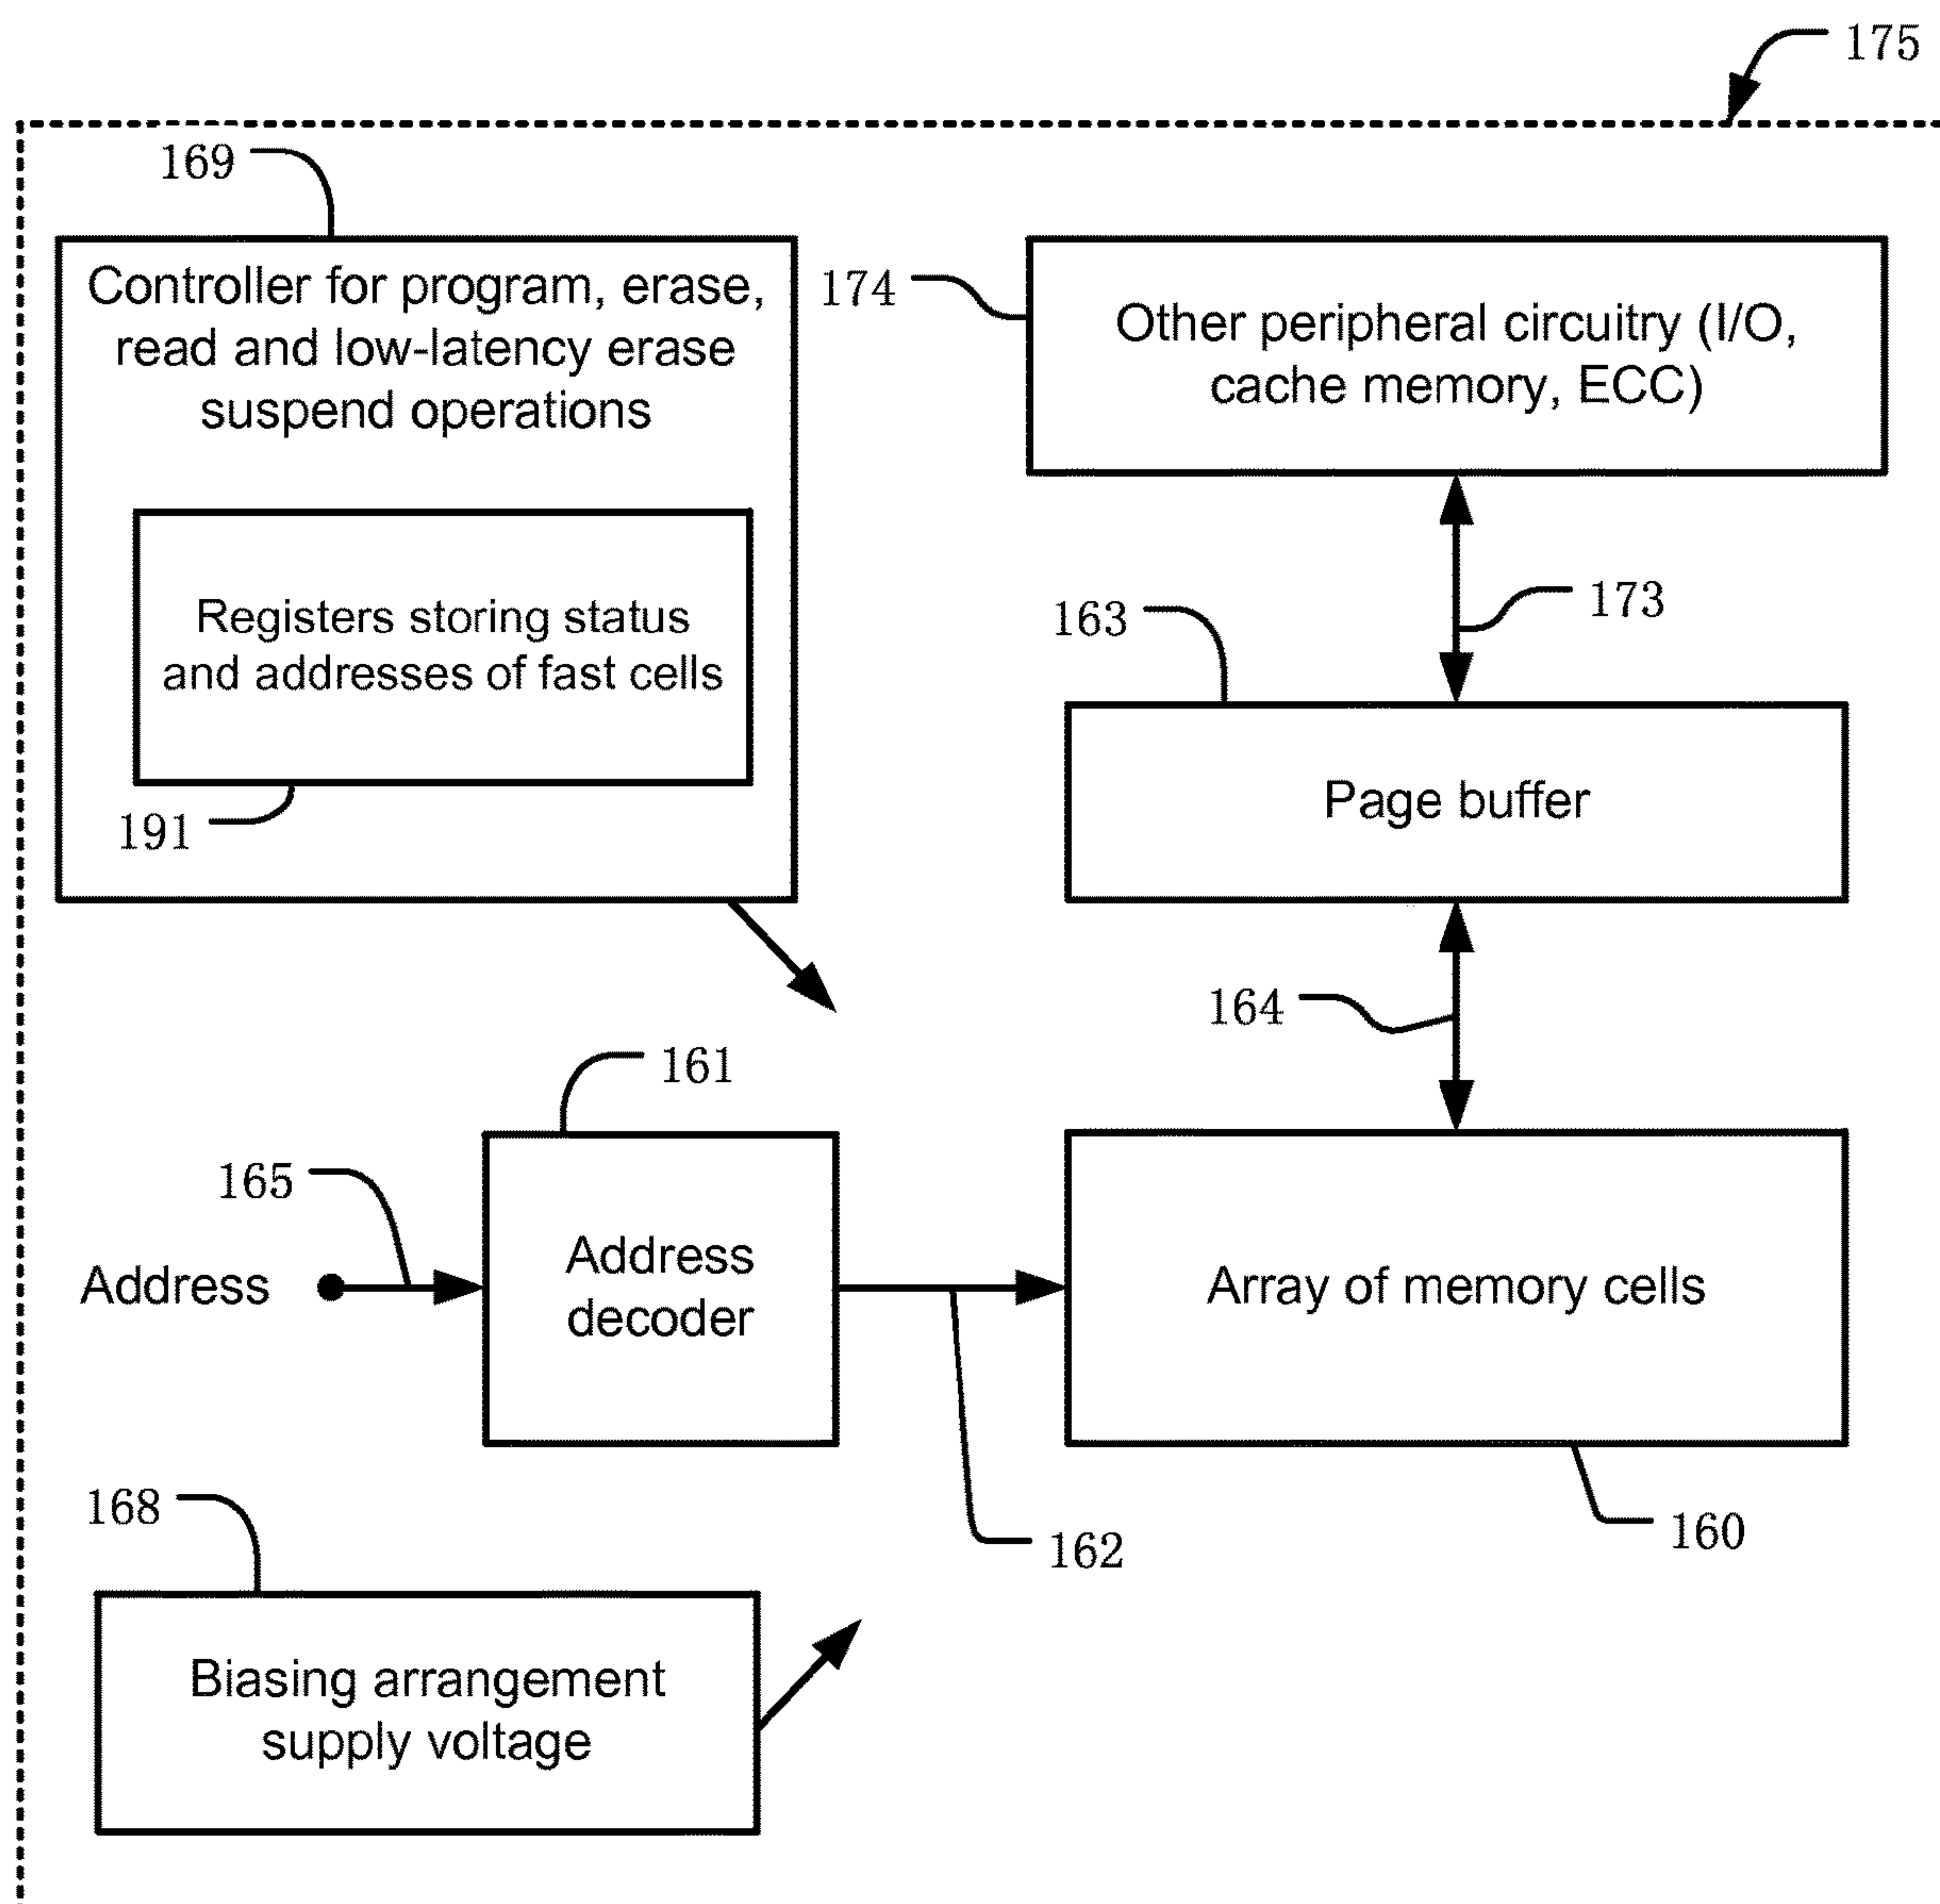 175
169
Controller for program, erase,
read and low-latency erase
suspend operations
Registers storing status
and addresses of fast cells
191
174
Other peripheral circuitry (I/O,
cache memory, ECC)
173
163
Page buffer
164
161
165
Address
Address
decoder
Array of memory cells
162
160
168
Biasing arrangement
supply voltage